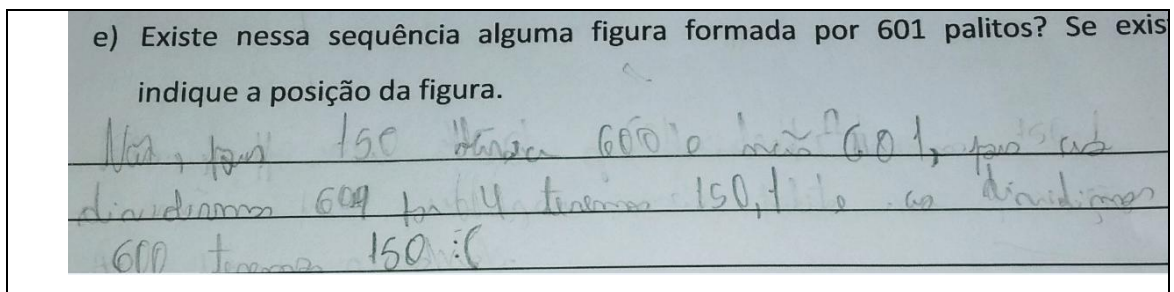 e) Existe nessa sequência alguma figura formada por 601 palitos? Se exis
indique a posição da figura.
Não, pois 150 teria 600 e não 601, pois ao
dividirmos 601 por 4 teremos 150,1 e ao dividirmos
600 teremos 150 :(